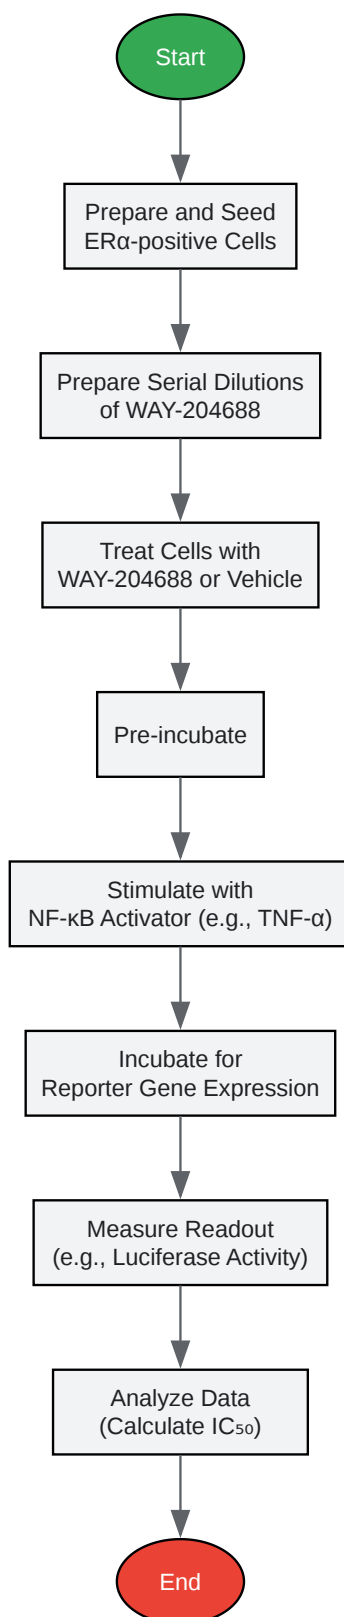 Start
Prepare and Seed
ERα-positive Cells
Prepare Serial Dilutions
of WAY-204688
Treat Cells with
WAY-204688 or Vehicle
Pre-incubate
Stimulate with
NF-κB Activator (e.g., TNF-α)
Incubate for
Reporter Gene Expression
Measure Readout
(e.g., Luciferase Activity)
Analyze Data
(Calculate IC₅₀)
End